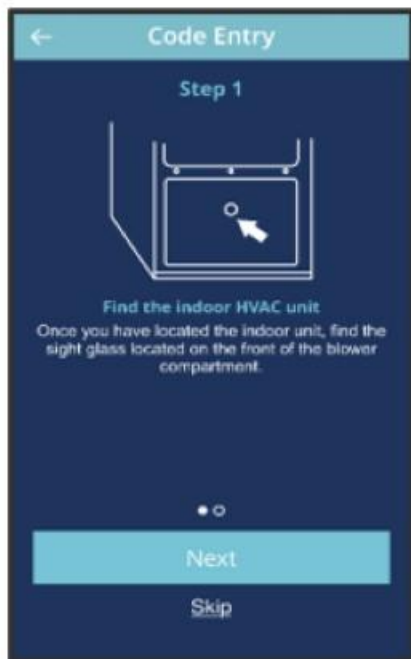 Code Entry
Step 1
Find the indoor HVAC unit
Once you have located the indoor unit, find the
sight glass located on the front of the blower
compartment.
Next
Skip